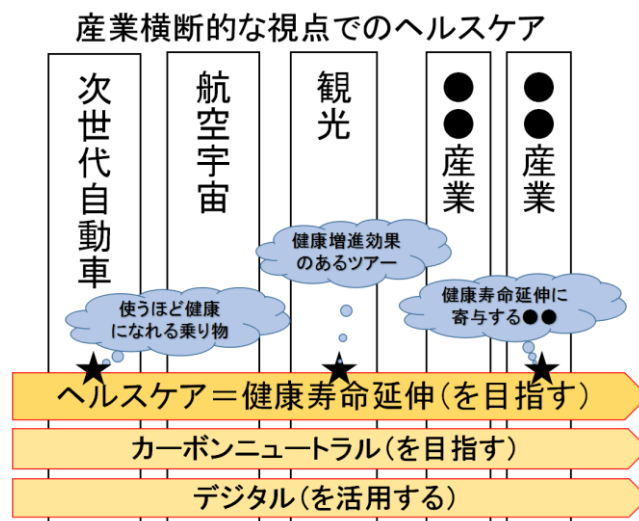 産業横断的な視点でのヘルスケア
次世代自動車
航空宇宙
観光
●●産業
●●産業
使うほど健康
になれる乗り物
健康増進効果
のあるツアー
健康寿命延伸に
寄与する●●
ヘルスケア＝健康寿命延伸(を目指す)
カーボンニュートラル(を目指す)
デジタル(を活用する)